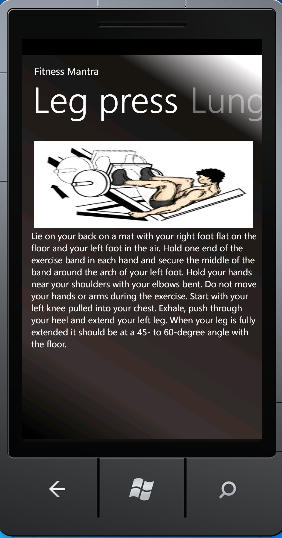 Fitness Mantra
Leg press Lung
Lie on your back on a mat with your right foot flat on the
floor and your left foot in the air. Hold one end of the
exercise band in each hand and secure the middle of the
band around the arch of your left foot. Hold your hands
near your shoulders with your elbows bent. Do not move
your hands or arms during the exercise. Start with your
left knee pulled into your chest. Exhale, push through
your heel and extend your left leg. When your leg is fully
extended it should be at a 45- to 60-degree angle with
the floor.